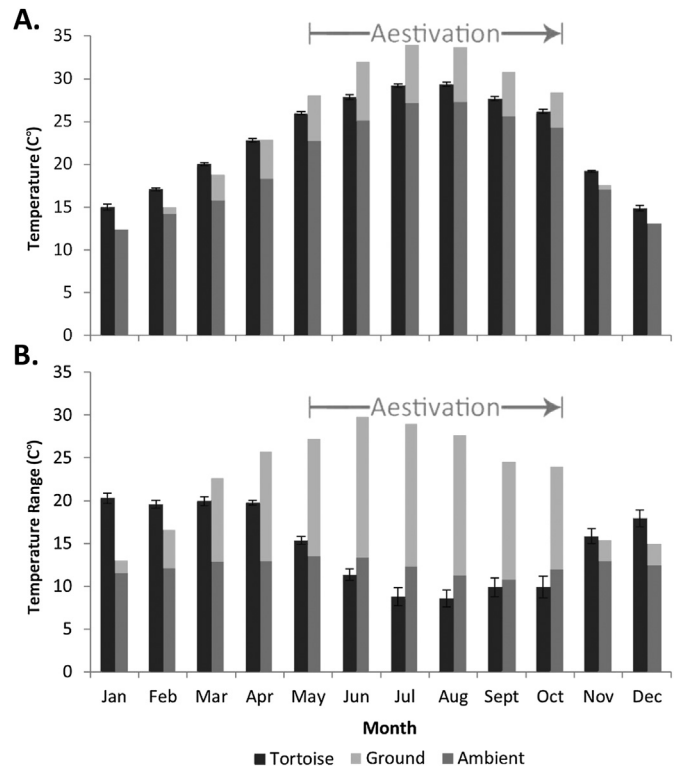 A.
Aestivation
Temperature (C°)
35
30
25
20
15
10
5
0
B.
Aestivation
Temperature Range (C°)
35
30
25
20
15
10
5
0
Jan Feb Mar Apr May Jun Jul Aug Sept Oct Nov Dec
Month
Tortoise Ground Ambient